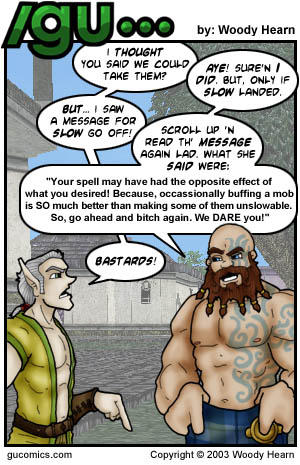 /gu...
by: Woody Hearn
I THOUGHT
YOU SAID WE COULD
TAKE THEM?
AYE! SURE'N I
DID. BUT, ONLY IF
SLOW LANDED.
BUT... I SAW
A MESSAGE FOR
SLOW GO OFF!
SCROLL UP 'N
READ TH' MESSAGE
AGAIN LAD. WHAT SHE
SAID WERE:
"Your spell may have had the opposite effect of
what you desired! Because, occassionally buffing a mob
is SO much better than making some of them unslowable.
So, go ahead and bitch again. We DARE you!"
BASTARDS!
gucomics.com
Copyright © 2003 Woody Hearn